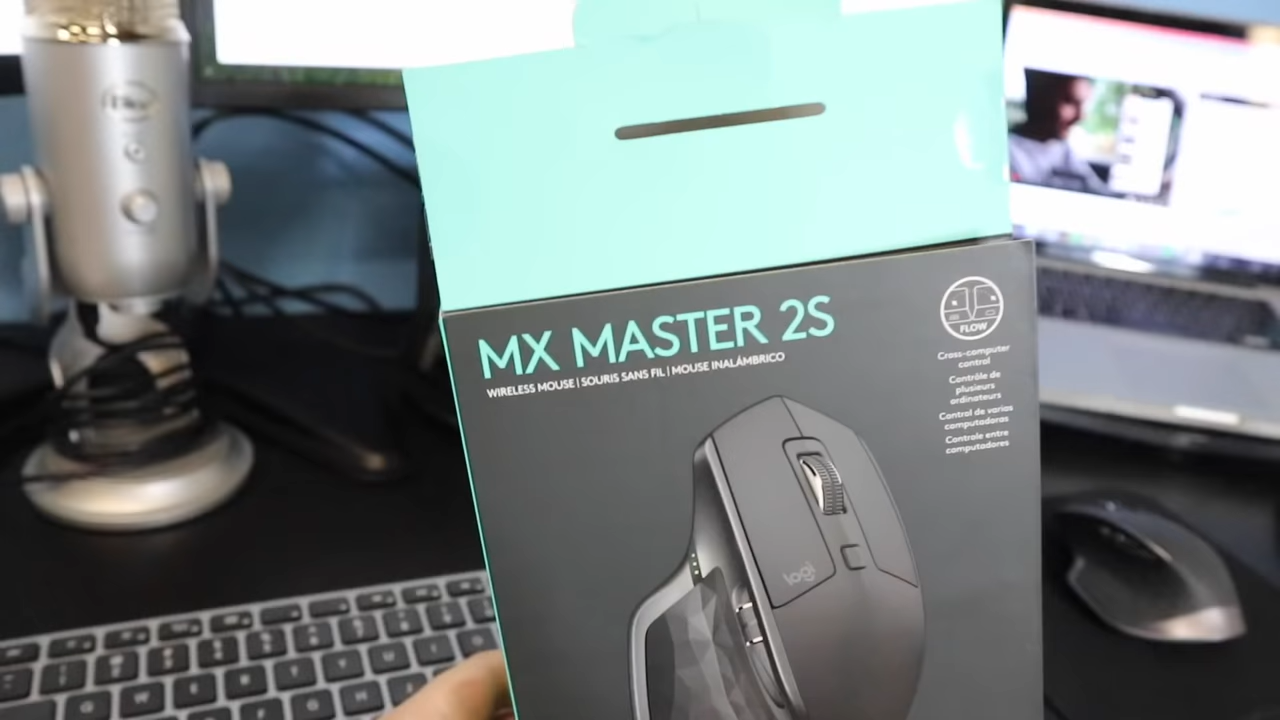 MX MASTER 2S
WIRELESS MOUSE | SOURIS SANS FIL | MOUSE INALÁMBRICO
FLOW
Cross-computer
control
Contrôle de
plusieurs
ordinateurs
Control de varias
computadoras
Controle entre
computadores
logi